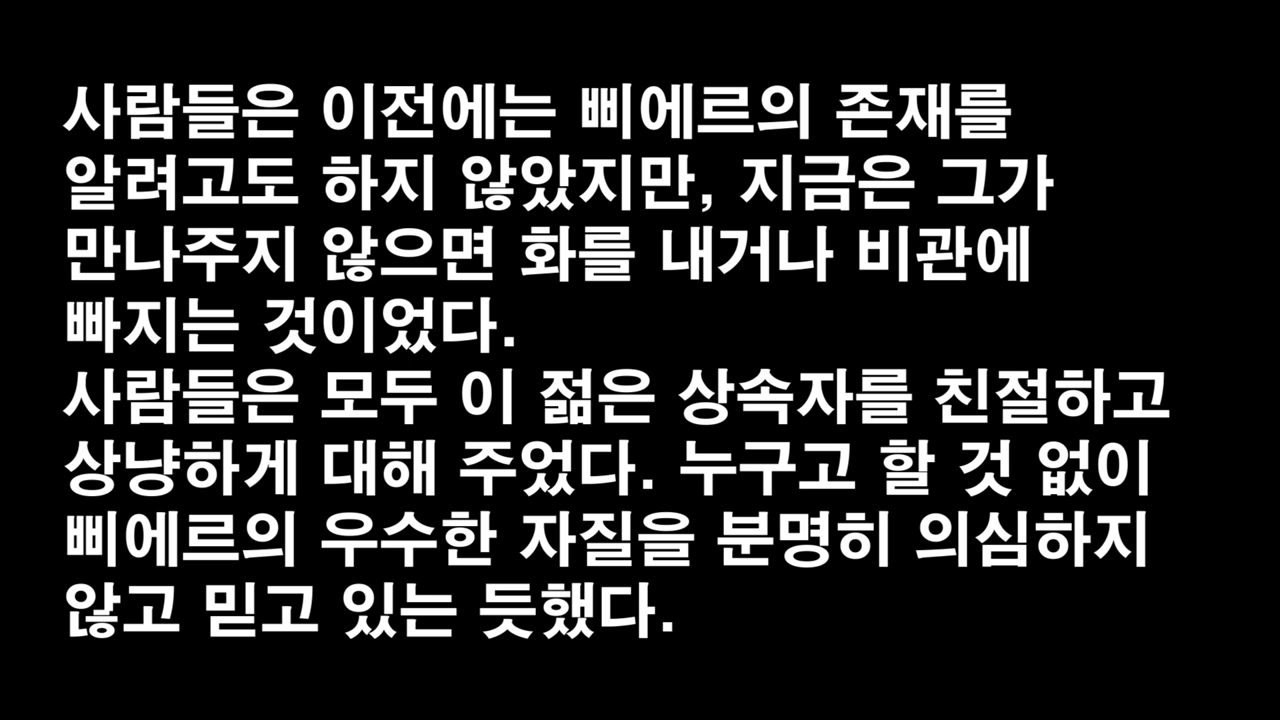 사람들은 이전에는 삐에르의 존재를
알려고도 하지 않았지만, 지금은 그가
만나주지 않으면 화를 내거나 비관에
빠지는 것이었다.
사람들은 모두 이 젊은 상속자를 친절하고
상냥하게 대해 주었다. 누구고 할 것 없이
삐에르의 우수한 자질을 분명히 의심하지
않고 믿고 있는 듯했다.